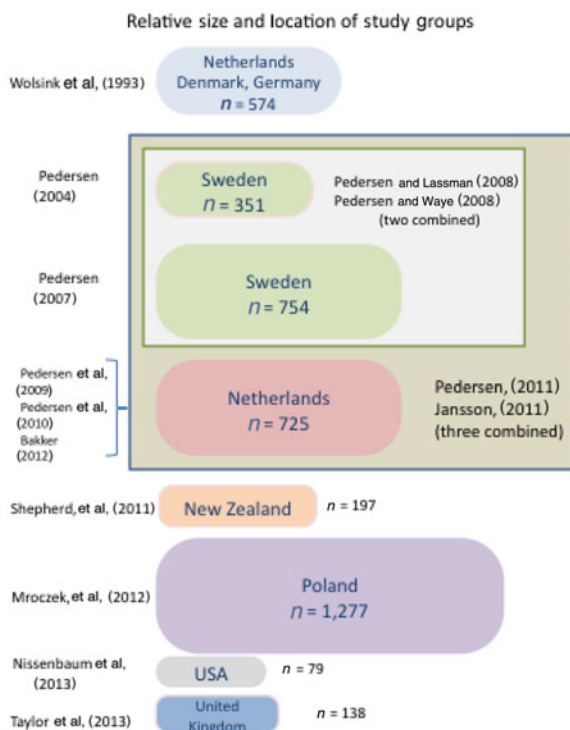 Relative size and location of study groups
Wolsink et al, (1993)
Netherlands
Denmark, Germany
n = 574
Pedersen
(2004)
Sweden
n = 351
Pedersen and Lassman (2008)
Pedersen and Waye (2008)
(two combined)
Pedersen
(2007)
Sweden
n = 754
Pedersen et al,
(2009)
Pedersen et al,
(2010)
Bakker
(2012)
Netherlands
n = 725
Pedersen, (2011)
Jansson, (2011)
(three combined)
Shepherd, et al, (2011)
New Zealand
n = 197
Mroczek, et al, (2012)
Poland
n = 1,277
Nissenbaum et al,
(2013)
USA
n = 79
Taylor et al, (2013)
United
Kingdom
n = 138